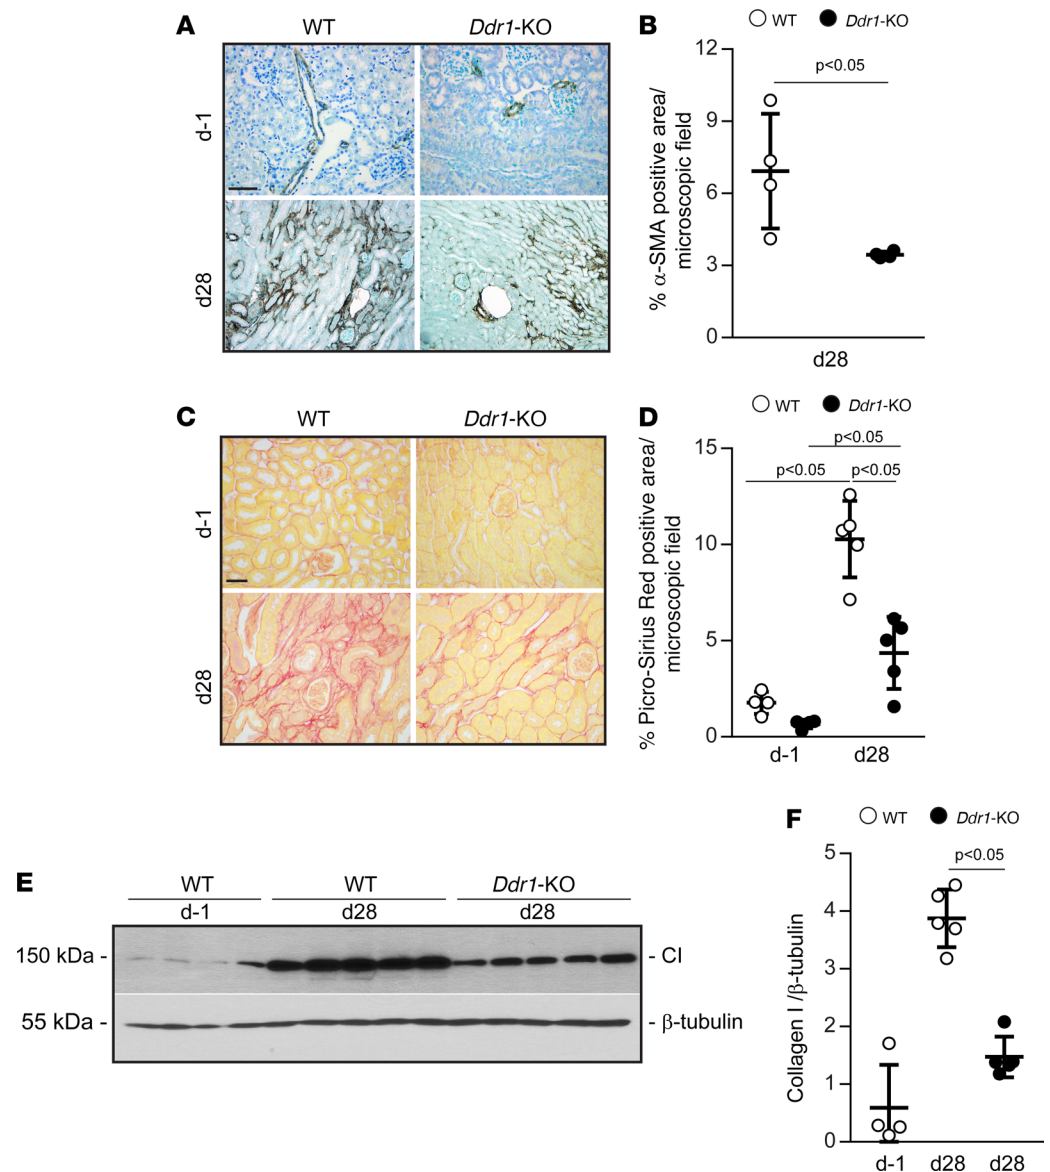 A
WT
Ddr1-KO
d-1
d28
B
WT
Ddr1-KO
p<0.05
12
9
6
3
0
% α-SMA positive area/
microscopic field
d28
C
WT
Ddr1-KO
d-1
d28
D
WT
Ddr1-KO
p<0.05
p<0.05 p<0.05
15
10
5
0
% Picro-Sirius Red positive area/
microscopic field
d-1 d28
E
WT WT Ddr1-KO
d-1 d28 d28
150 kDa - - CI
55 kDa - - β-tubulin
F
WT
Ddr1-KO
p<0.05
5
4
3
2
1
0
Collagen I /β-tubulin
d-1 d28 d28